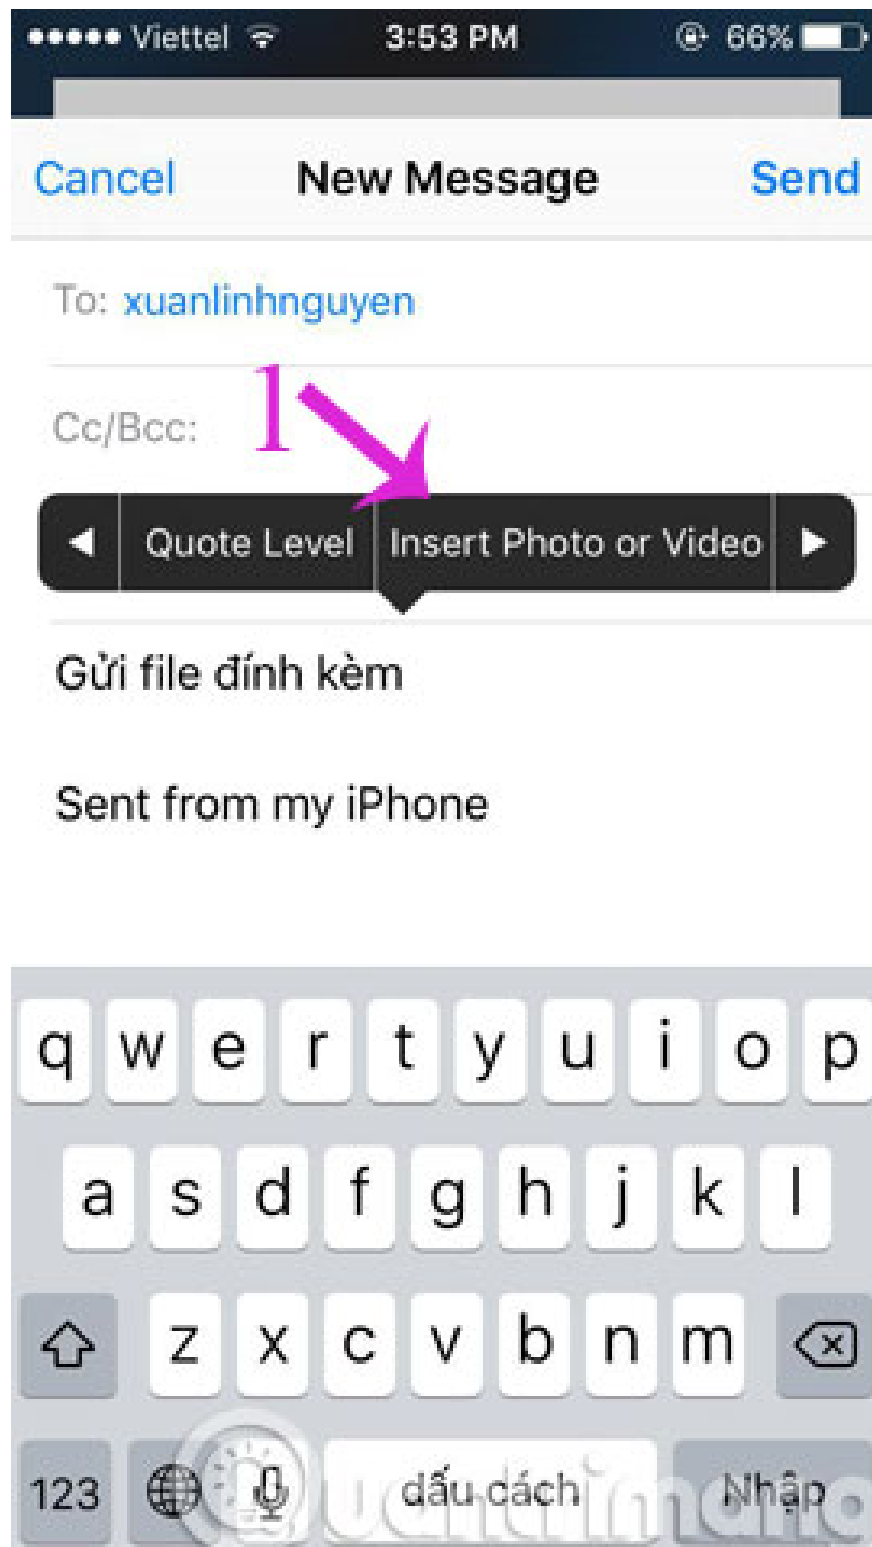 Viettel 3:53 PM 66%
Cancel New Message Send
To: xuanlinhnguyen
Cc/Bcc:
1
Quote Level Insert Photo or Video
Gửi file đính kèm
Sent from my iPhone
q w e r t y u i o p
a s d f g h j k l
z x c v b n m
123 dấu cách Nhập